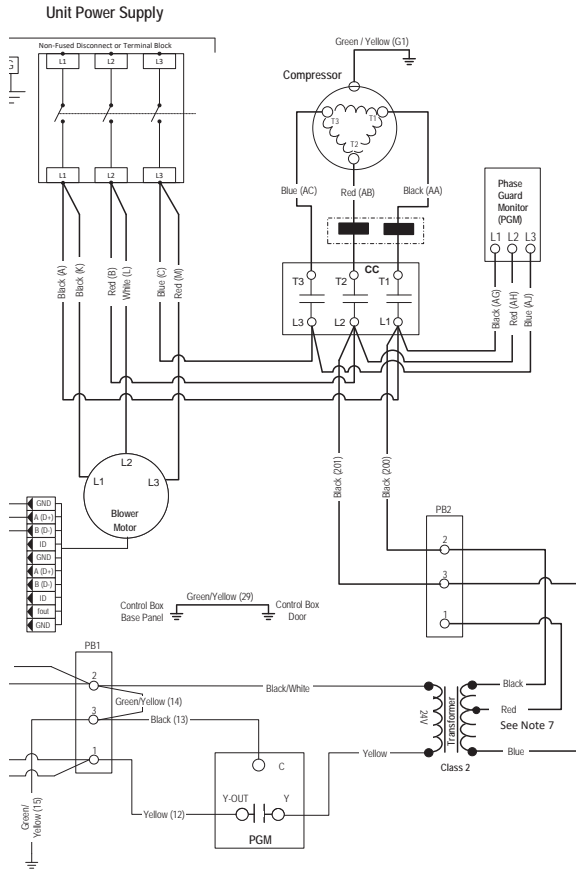 Unit Power Supply
Non-Fused Disconnect or Terminal Block
L1
L2
L3
L1
L2
L3
Green / Yellow (G1)
Compressor
T3
T1
T2
Blue (AC)
Red (AB)
Black (AA)
Phase
Guard
Monitor
(PGM)
L1 L2 L3
CC
T3
T2
T1
L3
L2
L1
Black (A)
Black (K)
Red (B)
White (L)
Blue (C)
Red (M)
Black (AG)
Red (AH)
Blue (AJ)
L2
L1
L3
Blower
Motor
Black (201)
Black (200)
PB2
2
3
1
GND
A (D+)
B (D-)
ID
GND
A (D+)
B (D-)
ID
fout
GND
Green/Yellow (29)
Control Box
Base Panel
Control Box
Door
PB1
2
3
1
Black/White
Green/Yellow (14)
Black (13)
Yellow (12)
Green/
Yellow (15)
C
Y-OUT
Y
PGM
Yellow
24V
Transformer
Class 2
Black
Red
See Note 7
Blue